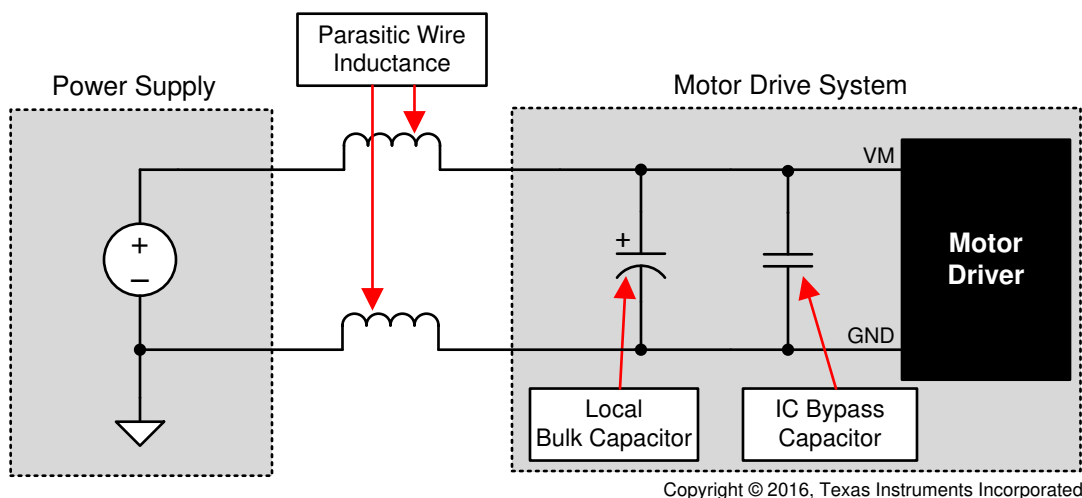 Parasitic Wire
Inductance
Power Supply
Motor Drive System
VM
+
–
+
Motor
Driver
GND
Local
Bulk Capacitor
IC Bypass
Capacitor
Copyright © 2016, Texas Instruments Incorporated